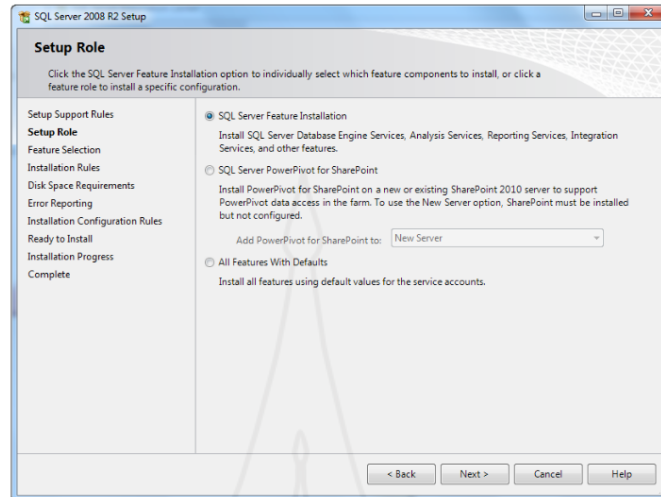 SQL Server 2008 R2 Setup
Setup Role
Click the SQL Server Feature Installation option to individually select which feature components to install, or click a
feature role to install a specific configuration.
Setup Support Rules
Setup Role
Feature Selection
Installation Rules
Disk Space Requirements
Error Reporting
Installation Configuration Rules
Ready to Install
Installation Progress
Complete
SQL Server Feature Installation
Install SQL Server Database Engine Services, Analysis Services, Reporting Services, Integration
Services, and other features.
SQL Server PowerPivot for SharePoint
Install PowerPivot for SharePoint on a new or existing SharePoint 2010 server to support
PowerPivot data access in the farm. To use the New Server option, SharePoint must be installed
but not configured.
Add PowerPivot for SharePoint to: New Server
All Features With Defaults
Install all features using default values for the service accounts.
< Back Next > Cancel Help